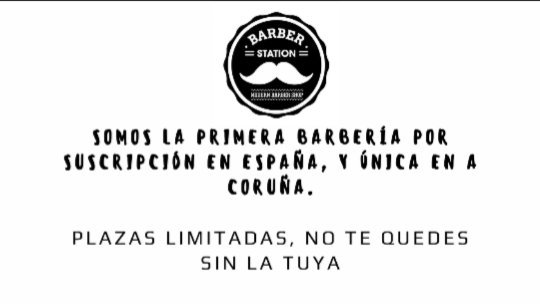 BARBER
STATION
MODERN BARBER SHOP
SOMOS LA PRIMERA BARBERÍA POR
SUSCRIPCIÓN EN ESPAÑA, Y ÚNICA EN A
CORUÑA.
PLAZAS LIMITADAS, NO TE QUEDES
SIN LA TUYA